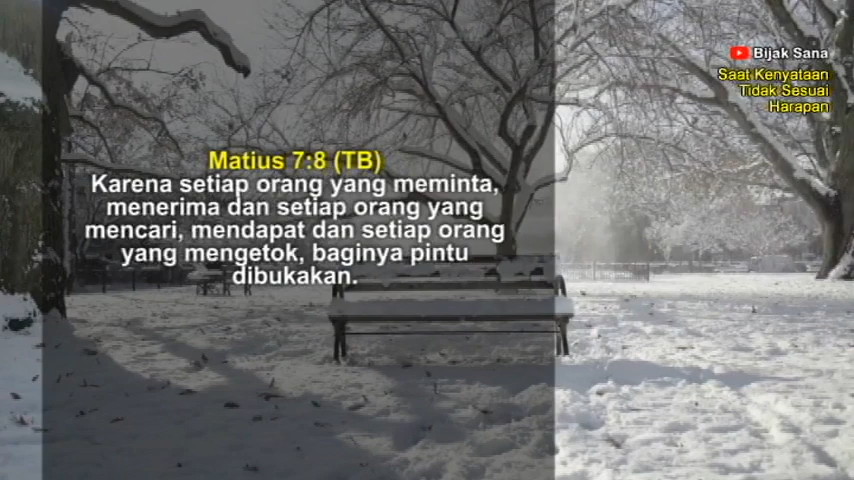 Bijak Sana
Saat Kenyataan
Tidak Sesuai
Harapan
Matius 7:8 (TB)
Karena setiap orang yang meminta,
menerima dan setiap orang yang
mencari, mendapat dan setiap orang
yang mengetok, baginya pintu
dibukakan.